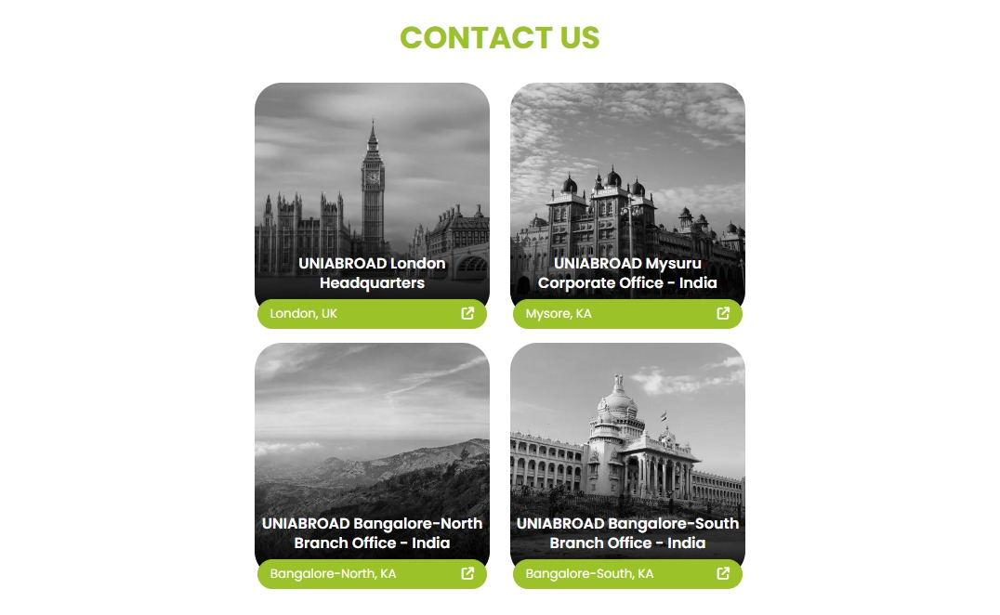 CONTACT US
UNIABROAD London
Headquarters
London, UK
UNIABROAD Mysuru
Corporate Office - India
Mysore, KA
UNIABROAD Bangalore-North
Branch Office - India
Bangalore-North, KA
UNIABROAD Bangalore-South
Branch Office - India
Bangalore-South, KA